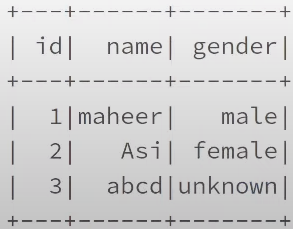 +---+-------+-------+
| id|   name| gender|
+---+-------+-------+
|  1|maheer|   male|
|  2|    Asi| female|
|  3|   abcd|unknown|
+---+-------+-------+